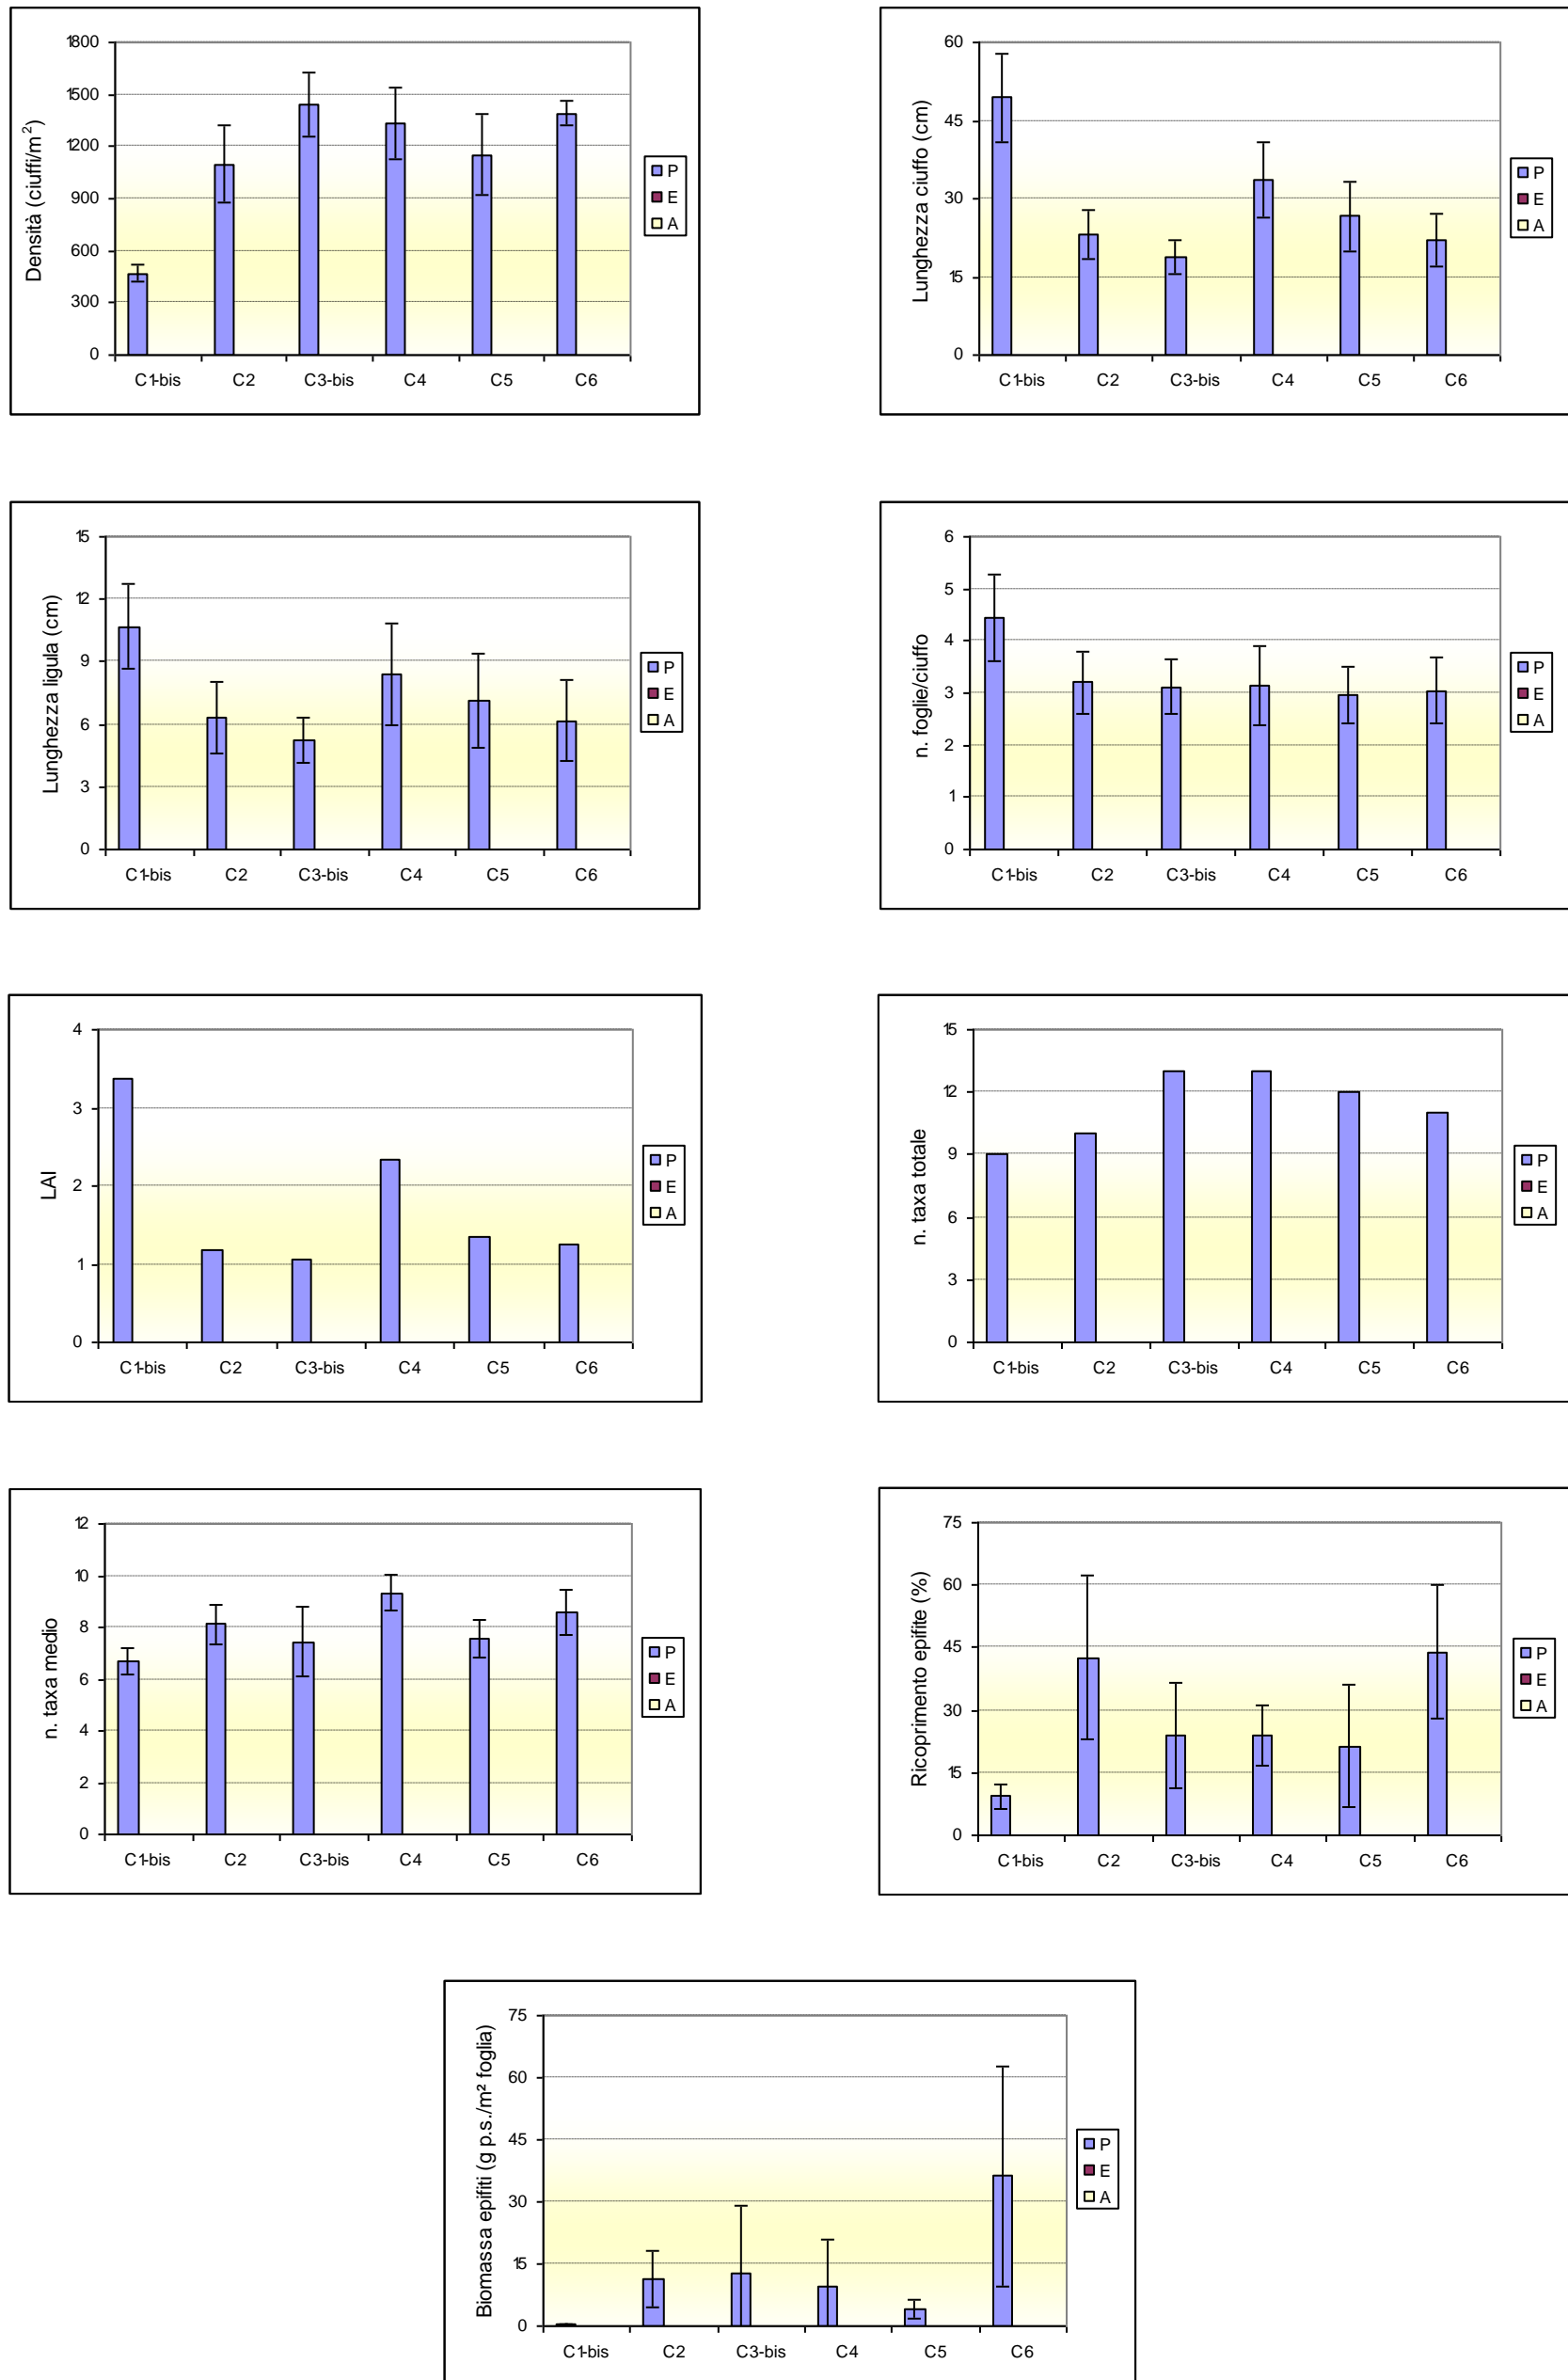 Densità (ciuffi/m²)
1800
1500
1200
900
600
300
0
C1-bis C2 C3-bis C4 C5 C6
P
E
A
Lunghezza ciuffo (cm)
60
45
30
15
0
C1-bis C2 C3-bis C4 C5 C6
P
E
A
Lunghezza ligula (cm)
15
12
9
6
3
0
C1-bis C2 C3-bis C4 C5 C6
P
E
A
n. foglie/ciuffo
6
5
4
3
2
1
0
C1-bis C2 C3-bis C4 C5 C6
P
E
A
LAI
4
3
2
1
0
C1-bis C2 C3-bis C4 C5 C6
P
E
A
n. taxa totale
15
12
9
6
3
0
C1-bis C2 C3-bis C4 C5 C6
P
E
A
n. taxa medio
12
10
8
6
4
2
0
C1-bis C2 C3-bis C4 C5 C6
P
E
A
Ricoprimento epifite (%)
75
60
45
30
15
0
C1-bis C2 C3-bis C4 C5 C6
P
E
A
Biomassa epifiti (g p.s./m² foglia)
75
60
45
30
15
0
C1-bis C2 C3-bis C4 C5 C6
P
E
A